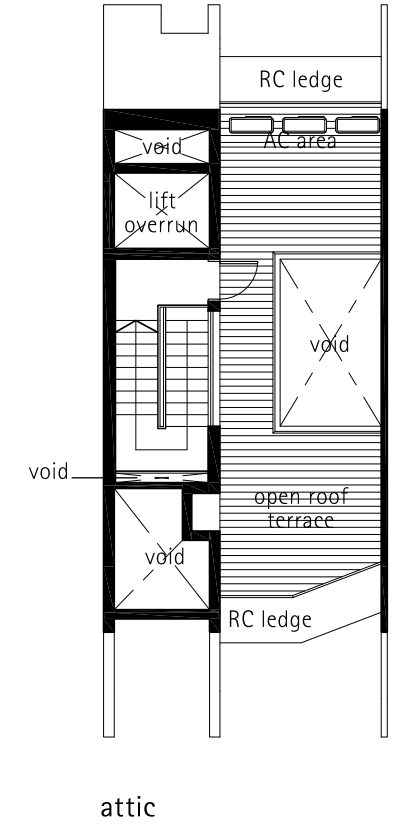 RC ledge
AC area
void
lift
overrun
void
void
open roof
terrace
void
RC ledge
attic